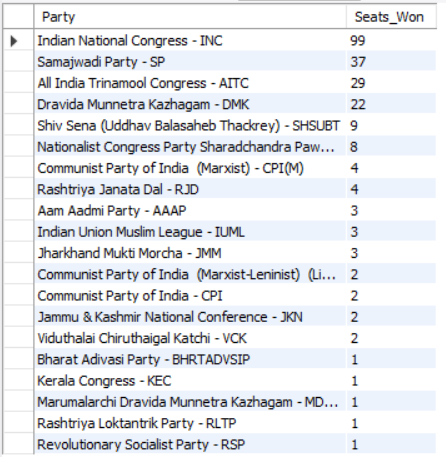 Party Seats_Won
Indian National Congress - INC 99
Samajwadi Party - SP 37
All India Trinamool Congress - AITC 29
Dravida Munnetra Kazhagam - DMK 22
Shiv Sena (Uddhav Balasaheb Thackrey) - SHSUBT 9
Nationalist Congress Party Sharadchandra Paw... 8
Communist Party of India  (Marxist) - CPI(M) 4
Rashtriya Janata Dal - RJD 4
Aam Aadmi Party - AAAP 3
Indian Union Muslim League - IUML 3
Jharkhand Mukti Morcha - JMM 3
Communist Party of India  (Marxist-Leninist)  (Li... 2
Communist Party of India - CPI 2
Jammu & Kashmir National Conference - JKN 2
Viduthalai Chiruthaigal Katchi - VCK 2
Bharat Adivasi Party - BHRTADVSIP 1
Kerala Congress - KEC 1
Marumalarchi Dravida Munnetra Kazhagam - MD... 1
Rashtriya Loktantrik Party - RLTP 1
Revolutionary Socialist Party - RSP 1